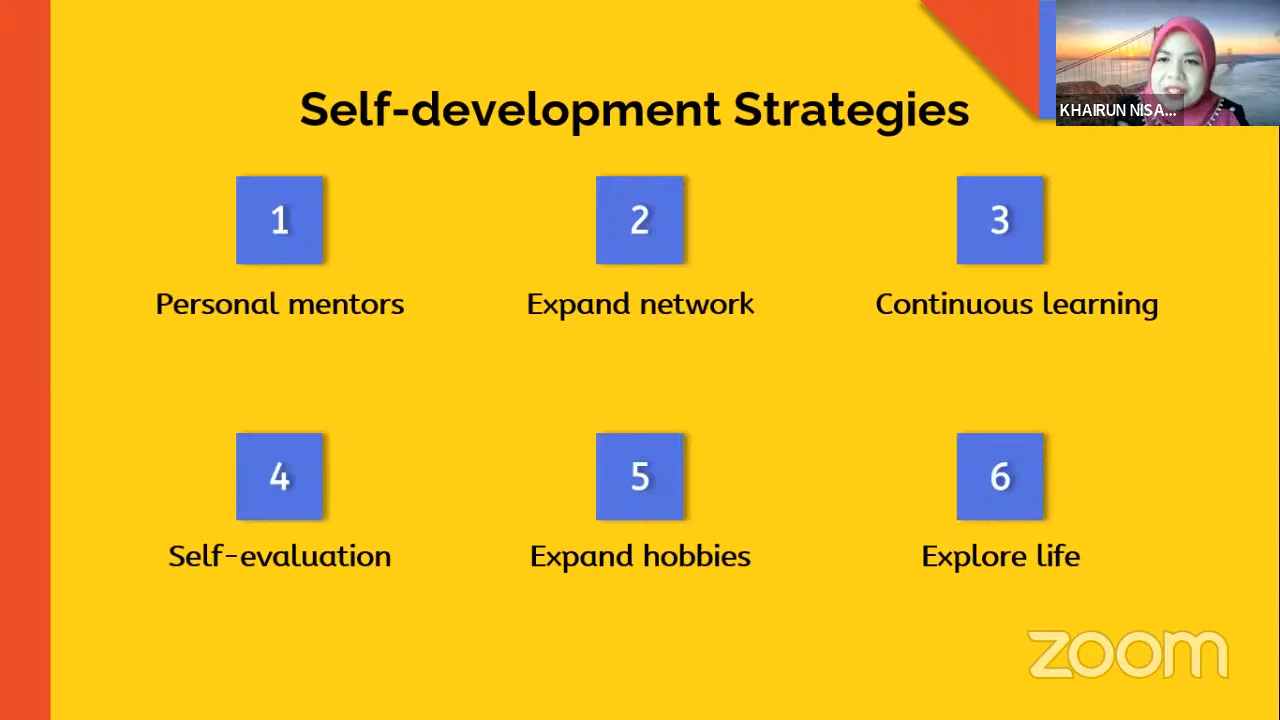 Self-development Strategies
KHAIRUN NISA...
1
2
3
Personal mentors
Expand network
Continuous learning
4
5
6
Self-evaluation
Expand hobbies
Explore life
zoom